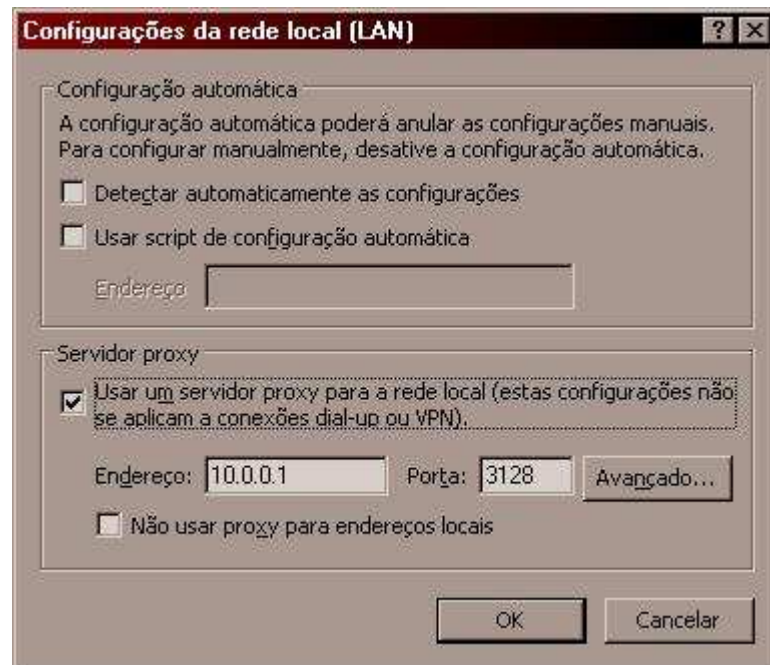 Configurações da rede local (LAN)
Configuração automática
A configuração automática poderá anular as configurações manuais.
Para configurar manualmente, desative a configuração automática.
Detectar automaticamente as configurações
Usar script de configuração automática
Endereço
Servidor proxy
Usar um servidor proxy para a rede local (estas configurações não
se aplicam a conexões dial-up ou VPN).
Endereço: 10.0.0.1 Porta: 3128 Avançado...
Não usar proxy para endereços locais
OK Cancelar